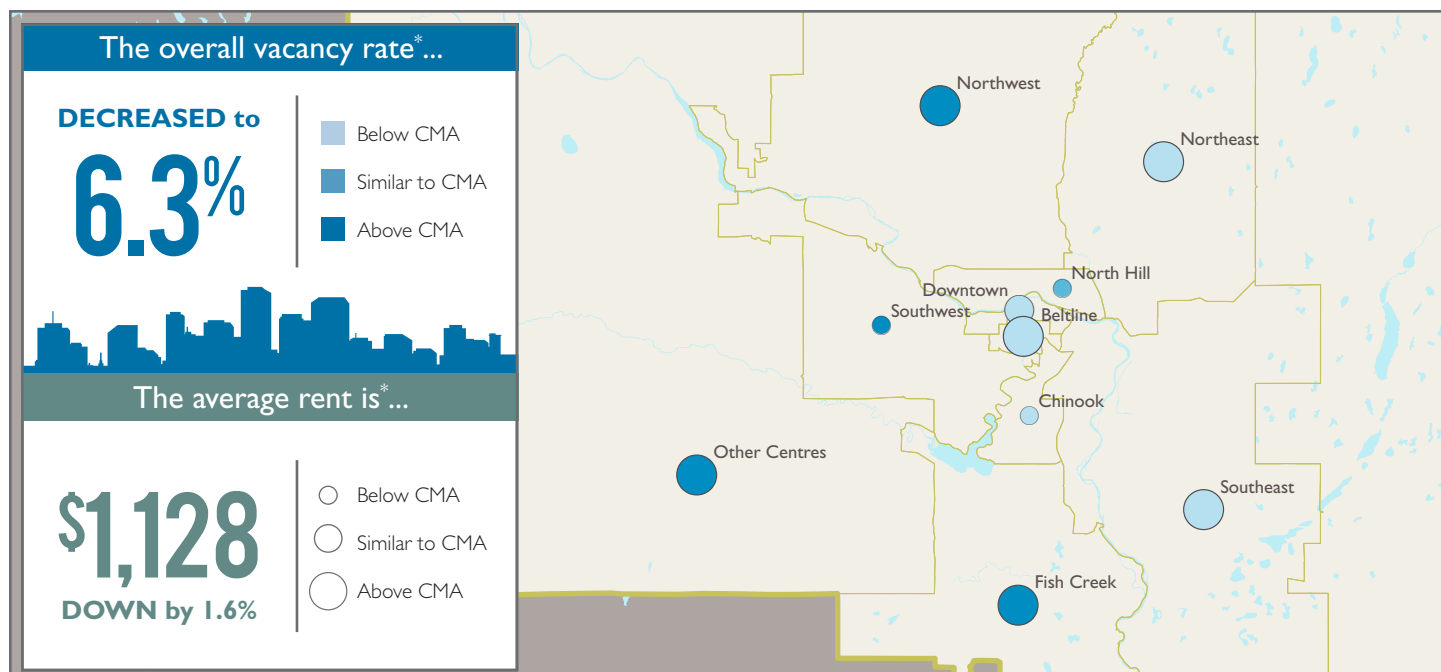 The overall vacancy rate*...
DECREASED to
6.3%
Below CMA
Similar to CMA
Above CMA
The average rent is*...
$1,128
DOWN by 1.6%
Below CMA
Similar to CMA
Above CMA
Northwest
Northeast
North Hill
Downtown
Southwest
Beltline
Chinook
Other Centres
Southeast
Fish Creek